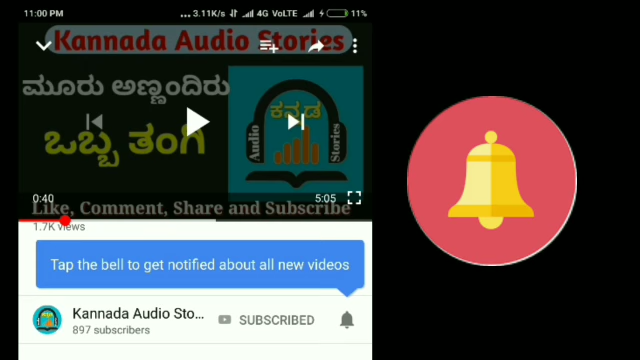 11:00 PM ... 3.11K/s 4G VoLTE 11%
Kannada Audio Stories
ಮೂರು ಅಣ್ಣಂದಿರು
ಒಬ್ಬ ತಂಗಿ
ಕನ್ನಡ
Audio
Stories
0:40 5:05
Like, Comment, Share and Subscribe
1.7K views
Tap the bell to get notified about all new videos
Kannada Audio Sto... SUBSCRIBED
897 subscribers